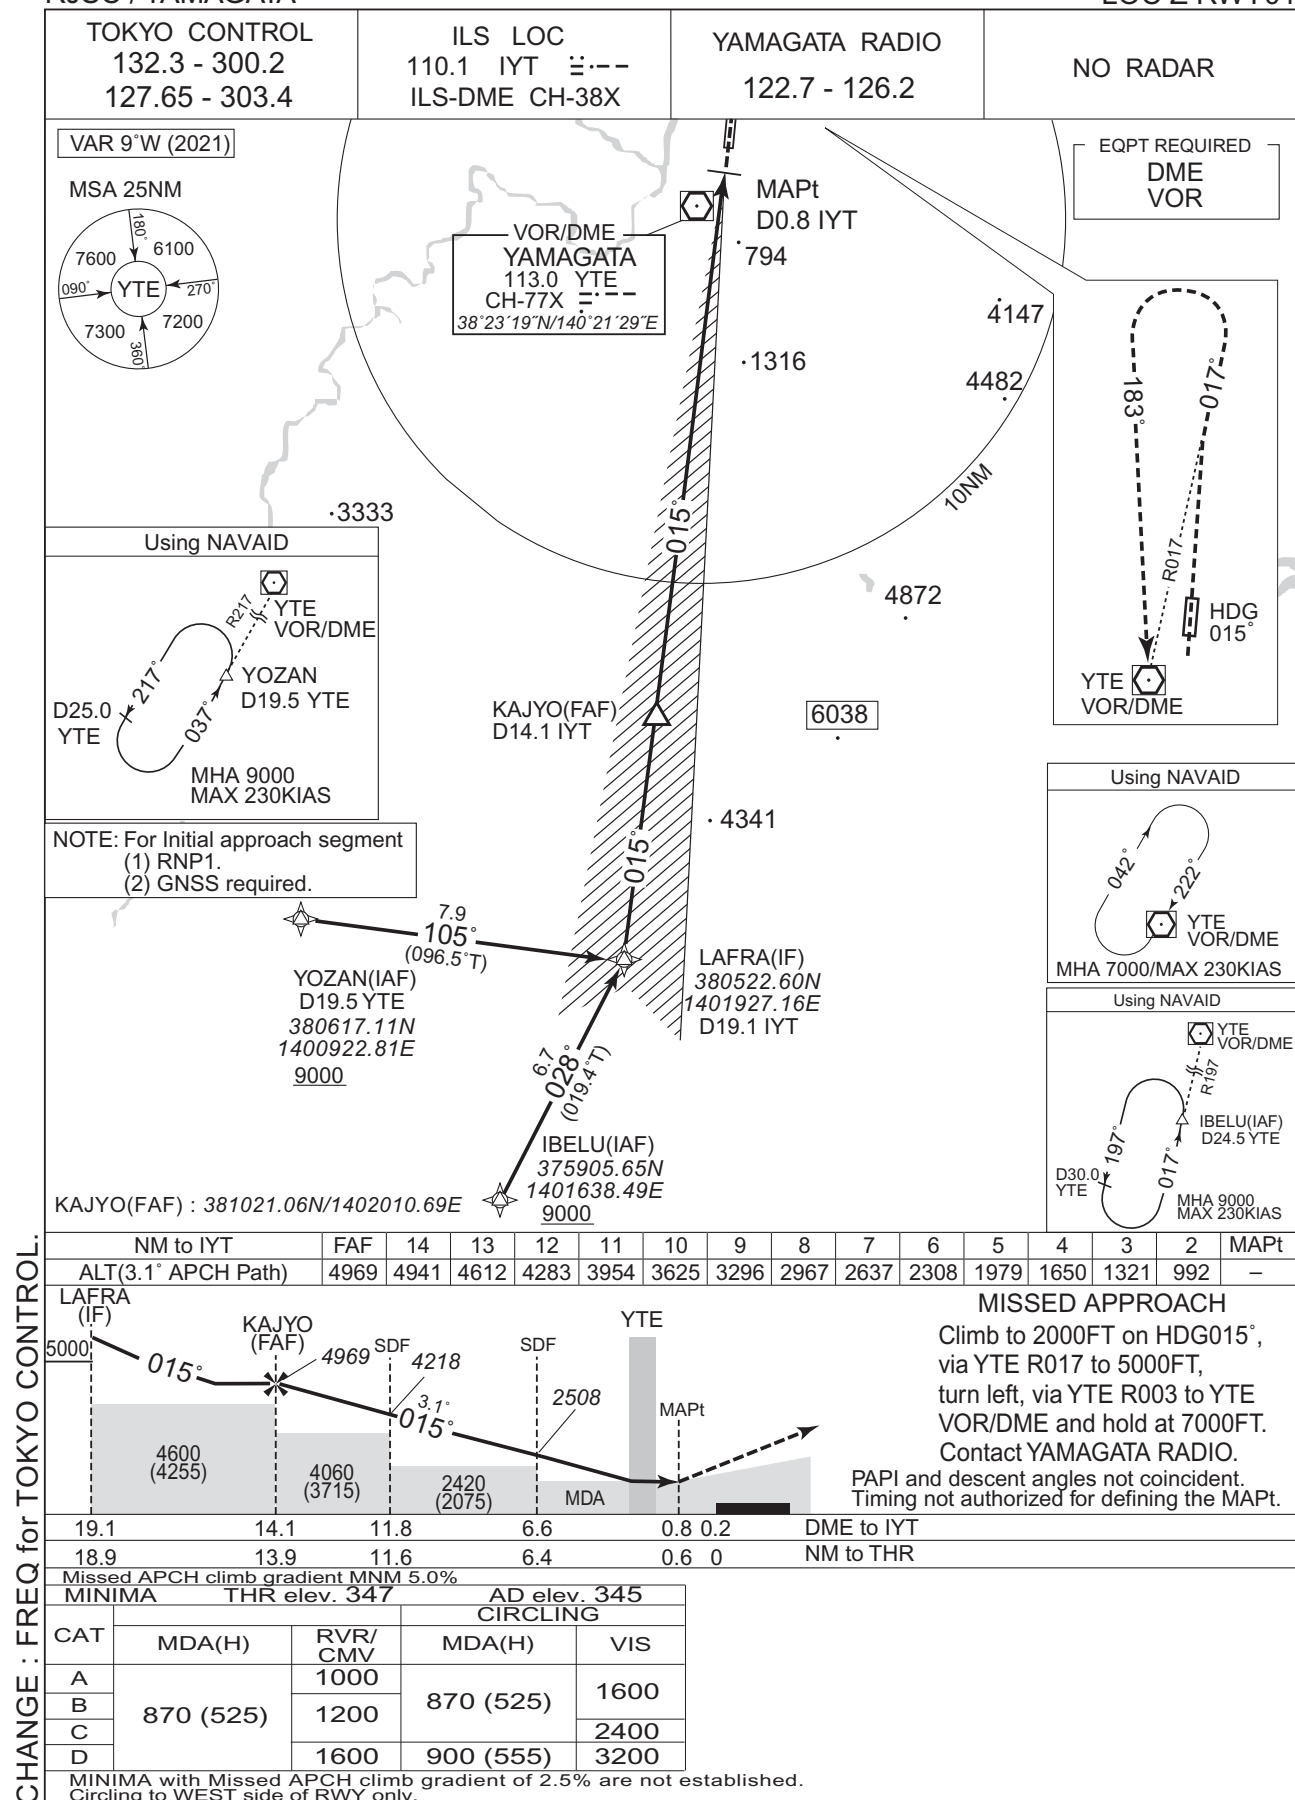 RJSC / YAMAGATA
LOC Z RWY 01
TOKYO CONTROL
132.3 - 300.2
127.65 - 303.4
ILS LOC
110.1 IYT
ILS-DME CH-38X
YAMAGATA RADIO
122.7 - 126.2
NO RADAR
VAR 9˚W (2021)
MSA 25NM
180˚
7600
6100
090˚
YTE
270˚
7300
7200
360˚
VOR/DME
YAMAGATA
113.0 YTE
CH-77X
38˚23´19˝N/140˚21´29˝E
MAPt
D0.8 IYT
794
1316
4147
4482
10NM
3333
4872
6038
4341
EQPT REQUIRED
DME
VOR
183˚
017˚
R017
HDG
015˚
YTE
VOR/DME
015˚
Using NAVAID
YTE
VOR/DME
R217
217˚
037˚
YOZAN
D19.5 YTE
D25.0
YTE
MHA 9000
MAX 230KIAS
KAJYO(FAF)
D14.1 IYT
NOTE: For Initial approach segment
(1) RNP1.
(2) GNSS required.
015˚
7.9
105˚
(096.5˚T)
YOZAN(IAF)
D19.5 YTE
380617.11N
1400922.81E
9000
LAFRA(IF)
380522.60N
1401927.16E
D19.1 IYT
6.7
028˚
(019.4˚T)
IBELU(IAF)
375905.65N
1401638.49E
9000
KAJYO(FAF) : 381021.06N/1402010.69E
Using NAVAID
042˚
222˚
YTE
VOR/DME
MHA 7000/MAX 230KIAS
Using NAVAID
YTE
VOR/DME
R197
IBELU(IAF)
D24.5 YTE
197˚
017˚
D30.0
YTE
MHA 9000
MAX 230KIAS
NM to IYT FAF 14 13 12 11 10 9 8 7 6 5 4 3 2 MAPt
ALT(3.1˚ APCH Path) 4969 4941 4612 4283 3954 3625 3296 2967 2637 2308 1979 1650 1321 992 –
LAFRA
(IF)
5000
015˚
KAJYO
(FAF)
4969
SDF
4218
3.1˚
015˚
SDF
2508
YTE
MAPt
4600
(4255)
4060
(3715)
2420
(2075)
MDA
MISSED APPROACH
Climb to 2000FT on HDG015˚,
via YTE R017 to 5000FT,
turn left, via YTE R003 to YTE
VOR/DME and hold at 7000FT.
Contact YAMAGATA RADIO.
PAPI and descent angles not coincident.
Timing not authorized for defining the MAPt.
19.1 14.1 11.8 6.6 0.8 0.2 DME to IYT
18.9 13.9 11.6 6.4 0.6 0 NM to THR
Missed APCH climb gradient MNM 5.0%
MINIMA THR elev. 347 AD elev. 345
CIRCLING
CAT MDA(H) RVR/CMV MDA(H) VIS
A 870 (525) 1000 870 (525) 1600
B 1200
C 2400
D 1600 900 (555) 3200
MINIMA with Missed APCH climb gradient of 2.5% are not established.
Circling to WEST side of RWY only.
CHANGE : FREQ for TOKYO CONTROL.